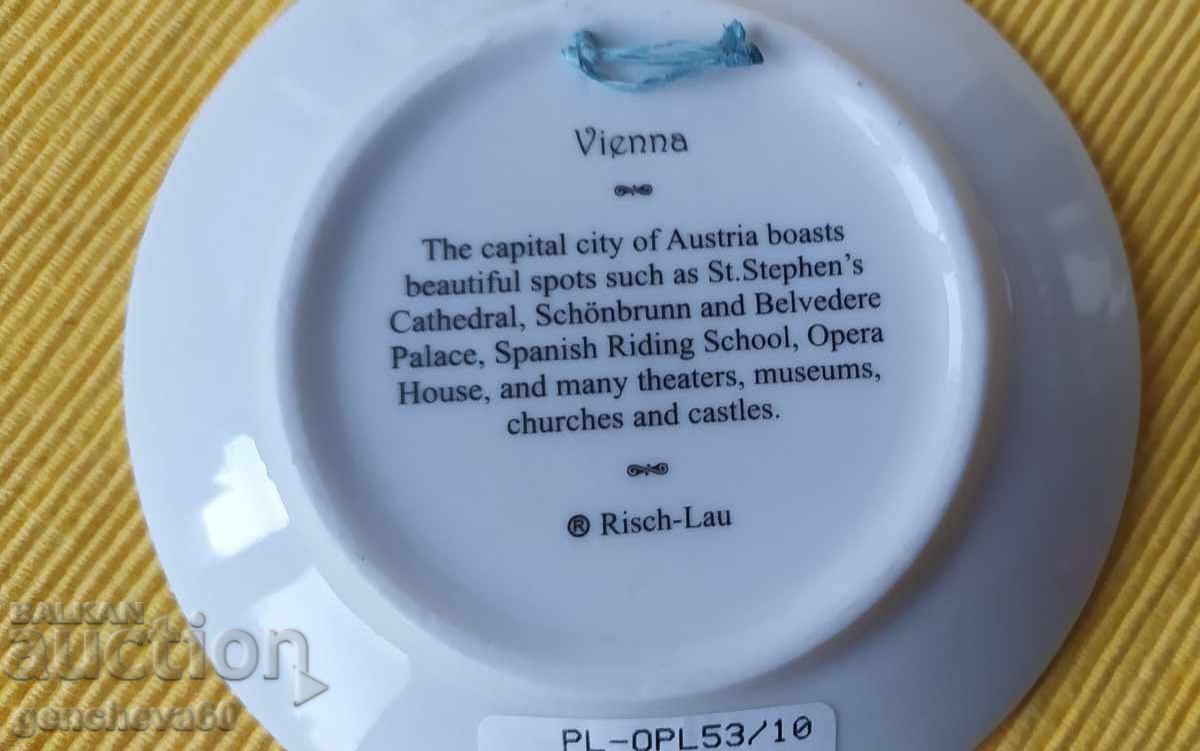 Vienna
The capital city of Austria boasts
beautiful spots such as St.Stephen's
Cathedral, Schönbrunn and Belvedere
Palace, Spanish Riding School, Opera
House, and many theaters, museums,
churches and castles.
® Risch-Lau
PL-OPL53/10
BALKAN
auction
gencheva60